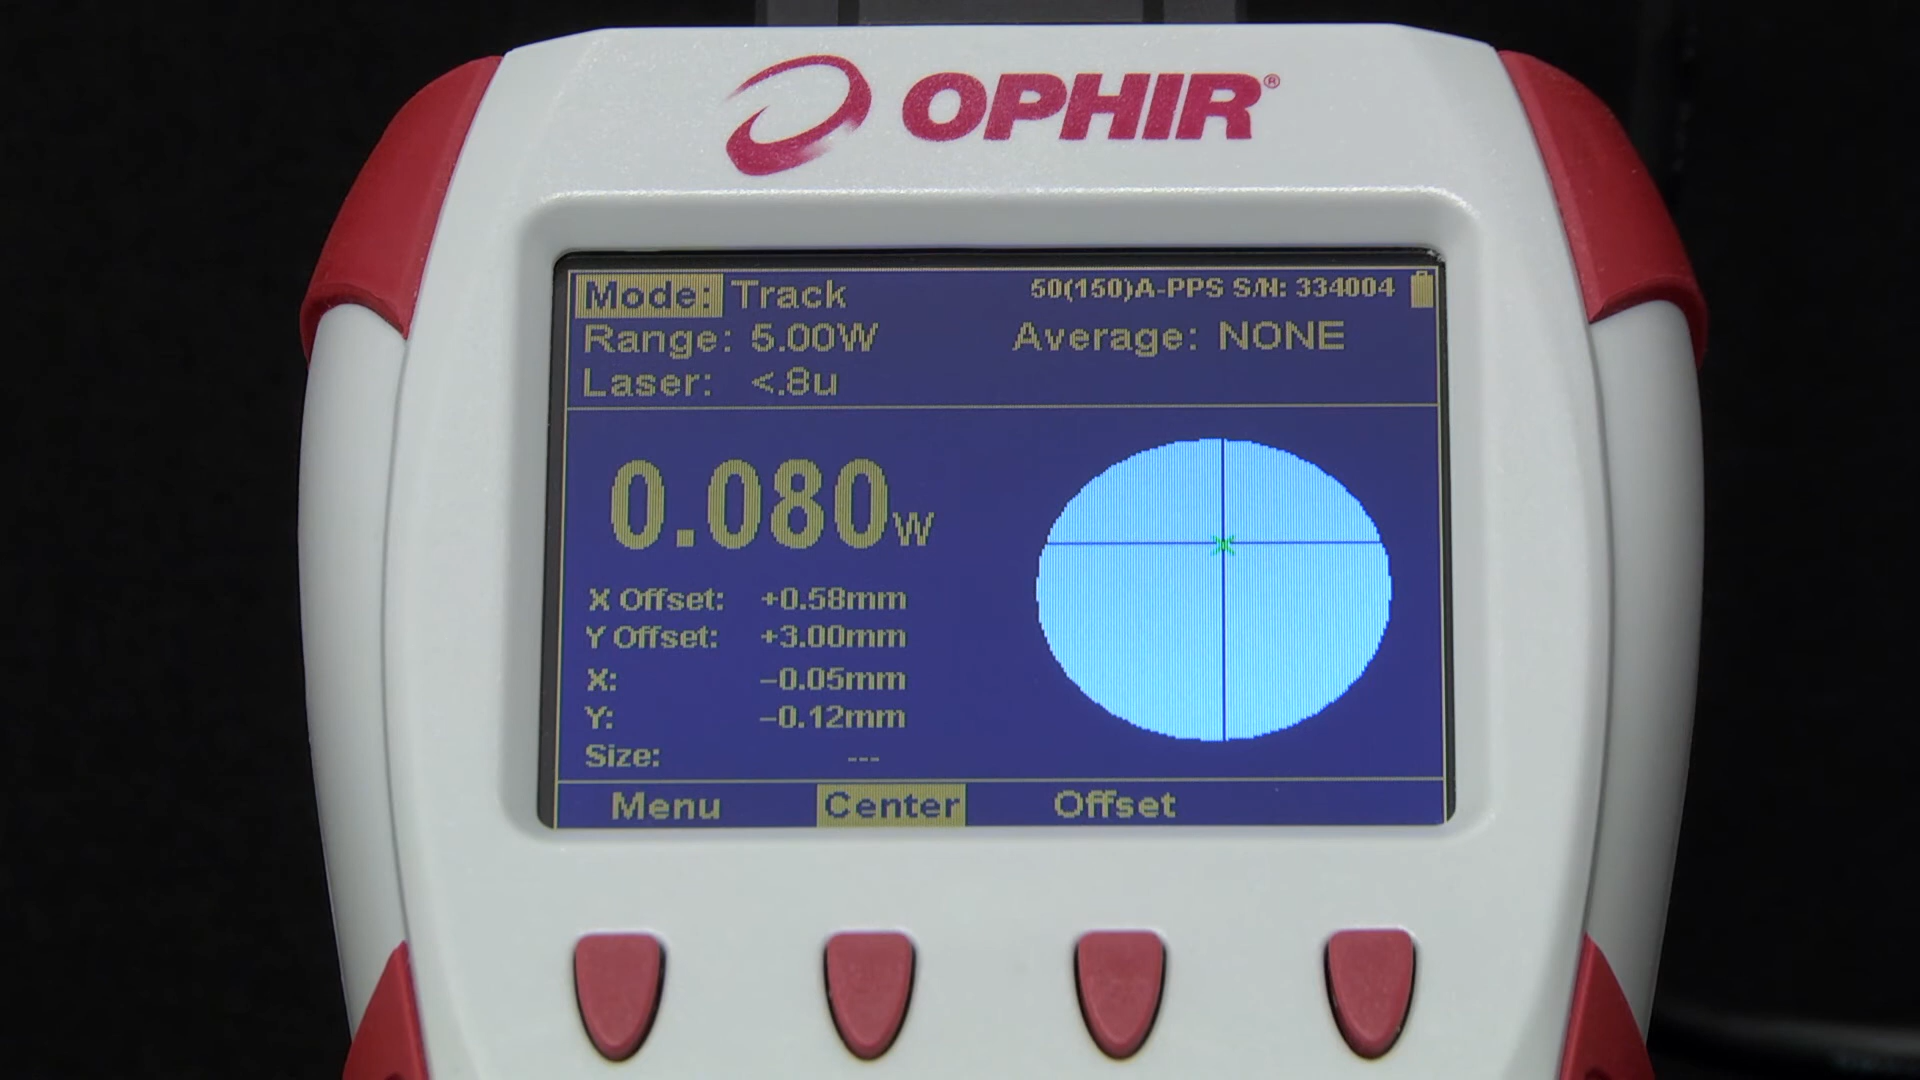 OPHIR®
Mode: Track
50(150)A-PPS S/N: 334004
Range: 5.00W
Average: NONE
Laser: <.8u
0.080W
X Offset: +0.58mm
Y Offset: +3.00mm
X: -0.05mm
Y: -0.12mm
Size: ---
Menu Center Offset